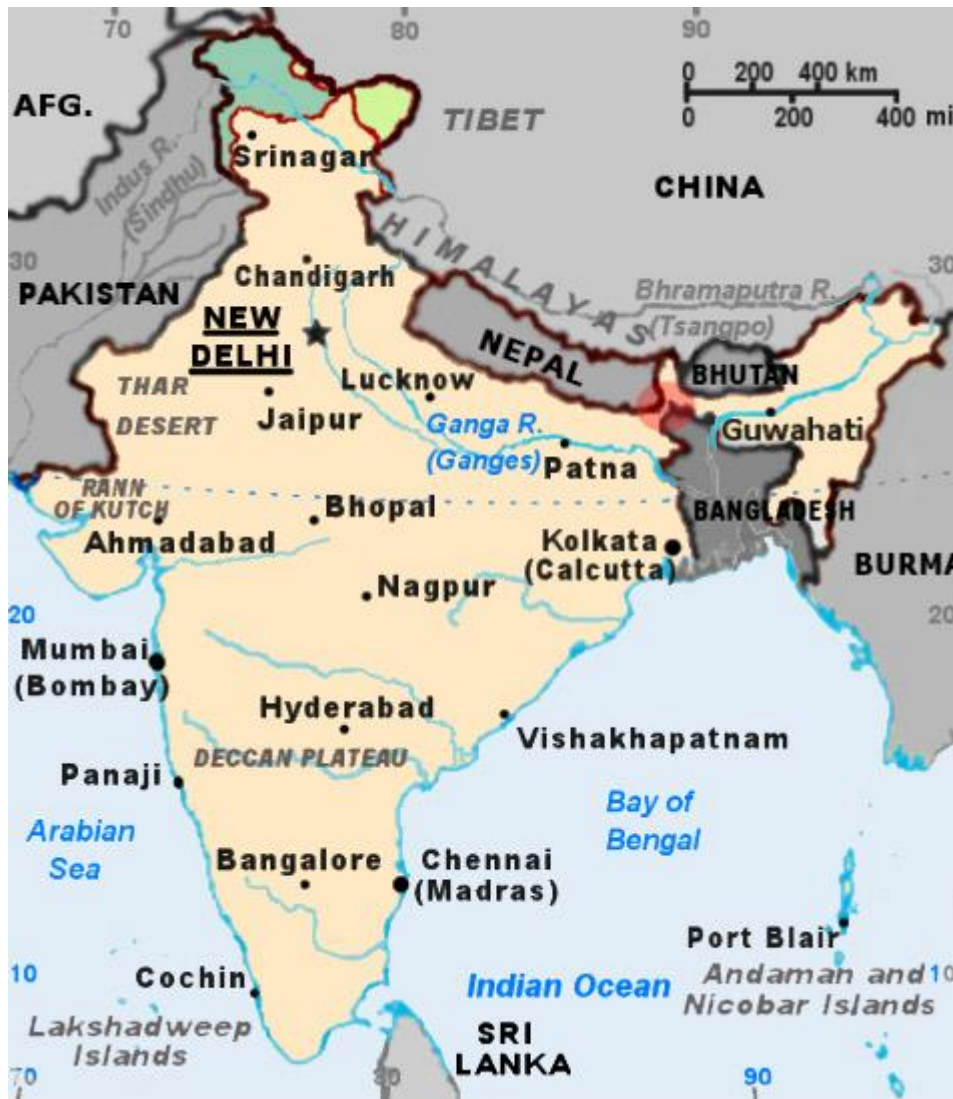 70
80
90
0 200 400 km
0 200 400 mi
AFG.
TIBET
CHINA
Srinagar
Indus R.
(Sindhu)
HIMALAYAS
30
30
Chandigarh
PAKISTAN
Bhramaputra R.
(Tsangpo)
NEW
DELHI
NEPAL
BHUTAN
THAR
DESERT
Lucknow
Jaipur
Ganga R.
(Ganges)
Guwahati
Patna
RANN
OF KUTCH
Bhopal
BANGLADESH
Ahmadabad
Kolkata
(Calcutta)
BURMA
Nagpur
20
20
Mumbai
(Bombay)
Hyderabad
Vishakhapatnam
DECCAN PLATEAU
Panaji
Arabian
Sea
Bay of
Bengal
Bangalore
Chennai
(Madras)
Port Blair
10
Cochin
Indian Ocean
Andaman and
Nicobar Islands
10
Lakshadweep
Islands
SRI
LANKA
70
90